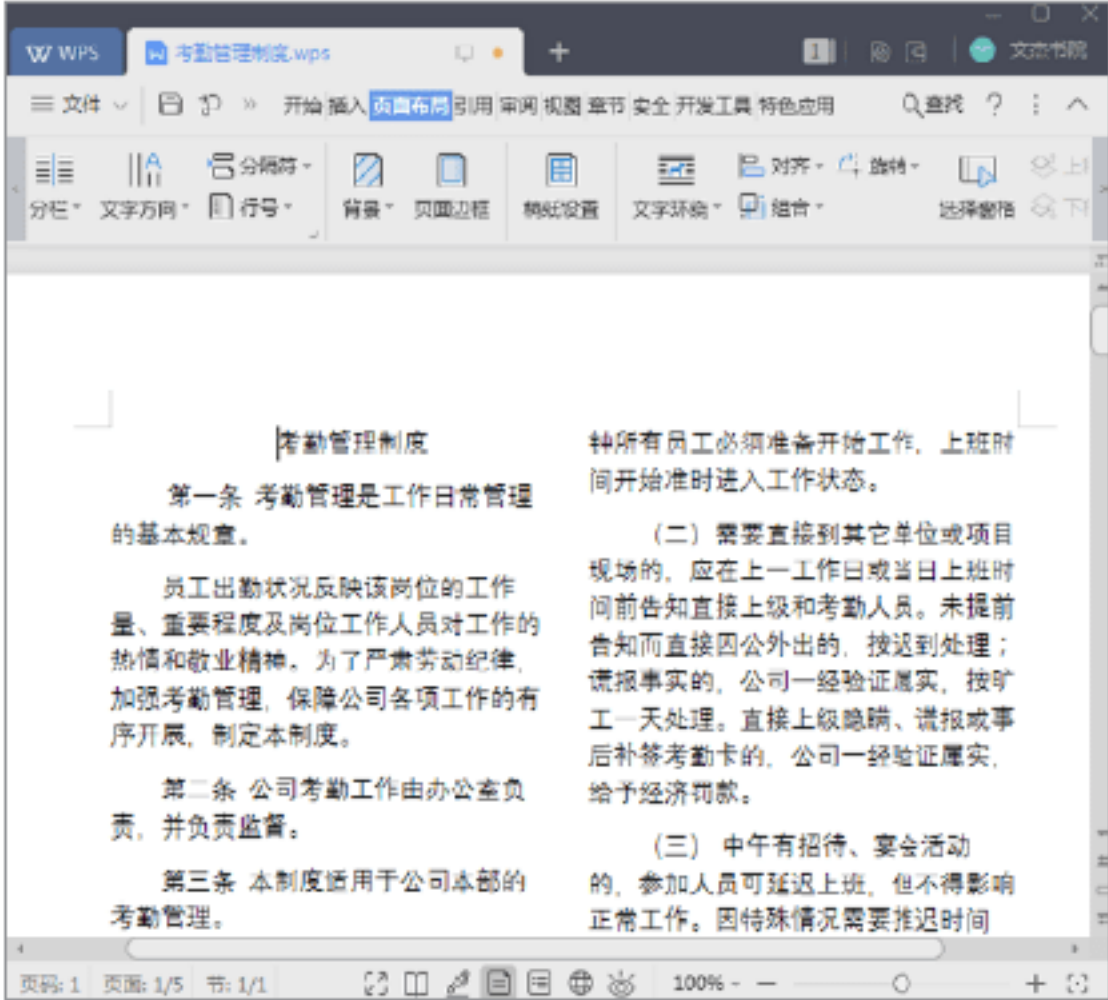 WPS 考勤管理制度.wps + 1 文杰书院
文件 » 开始 插入 页面布局 引用 审阅 视图 章节 安全 开发工具 特色应用 查找 ?
分隔符 对齐 旋转 上
分栏 文字方向 行号 背景 页面边框 稿纸设置 文字环绕 组合 选择窗格 下
考勤管理制度
第一条 考勤管理是工作日常管理
的基本规章。
员工出勤状况反映该岗位的工作
量、重要程度及岗位工作人员对工作的
热情和敬业精神。为了严肃劳动纪律,
加强考勤管理,保障公司各项工作的有
序开展,制定本制度。
第二条 公司考勤工作由办公室负
责,并负责监督。
第三条 本制度适用于公司本部的
考勤管理。
钟所有员工必须准备开始工作,上班时
间开始准时进入工作状态。
(二)需要直接到其它单位或项目
现场的,应在上一工作日或当日上班时
间前告知直接上级和考勤人员。未提前
告知而直接因公外出的,按迟到处理;
谎报事实的,公司一经验证属实,按旷
工一天处理。直接上级隐瞒、谎报或事
后补签考勤卡的,公司一经验证属实,
给予经济罚款。
(三) 中午有招待、宴会活动
的,参加人员可延迟上班,但不得影响
正常工作。因特殊情况需要推迟时间
页码: 1 页面: 1/5 节: 1/1 100%